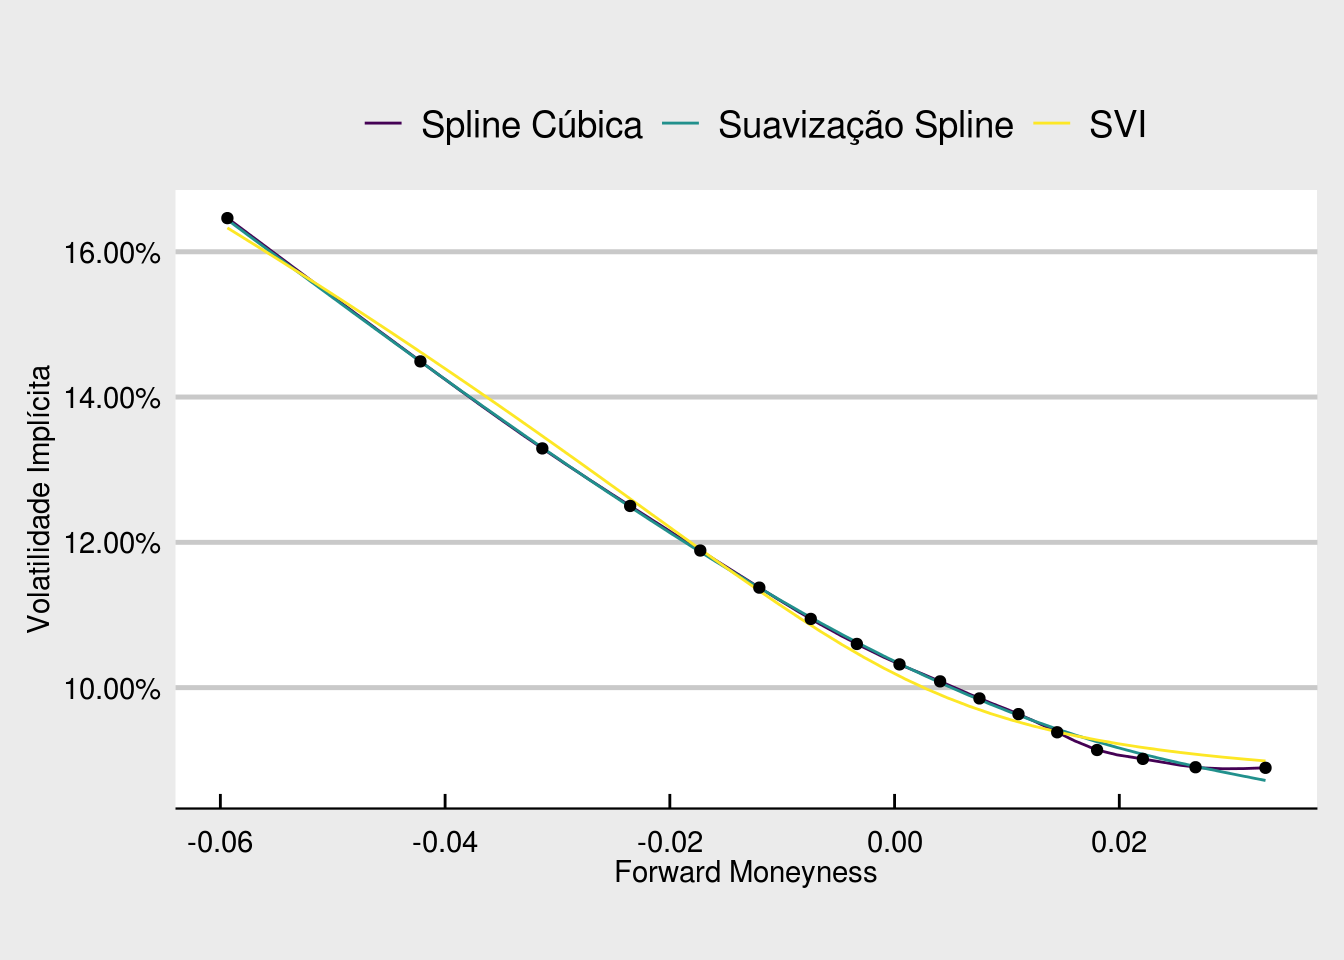 Spline Cúbica Suavização Spline SVI
16.00%
14.00%
12.00%
10.00%
Volatilidade Implícita
-0.06 -0.04 -0.02 0.00 0.02
Forward Moneyness